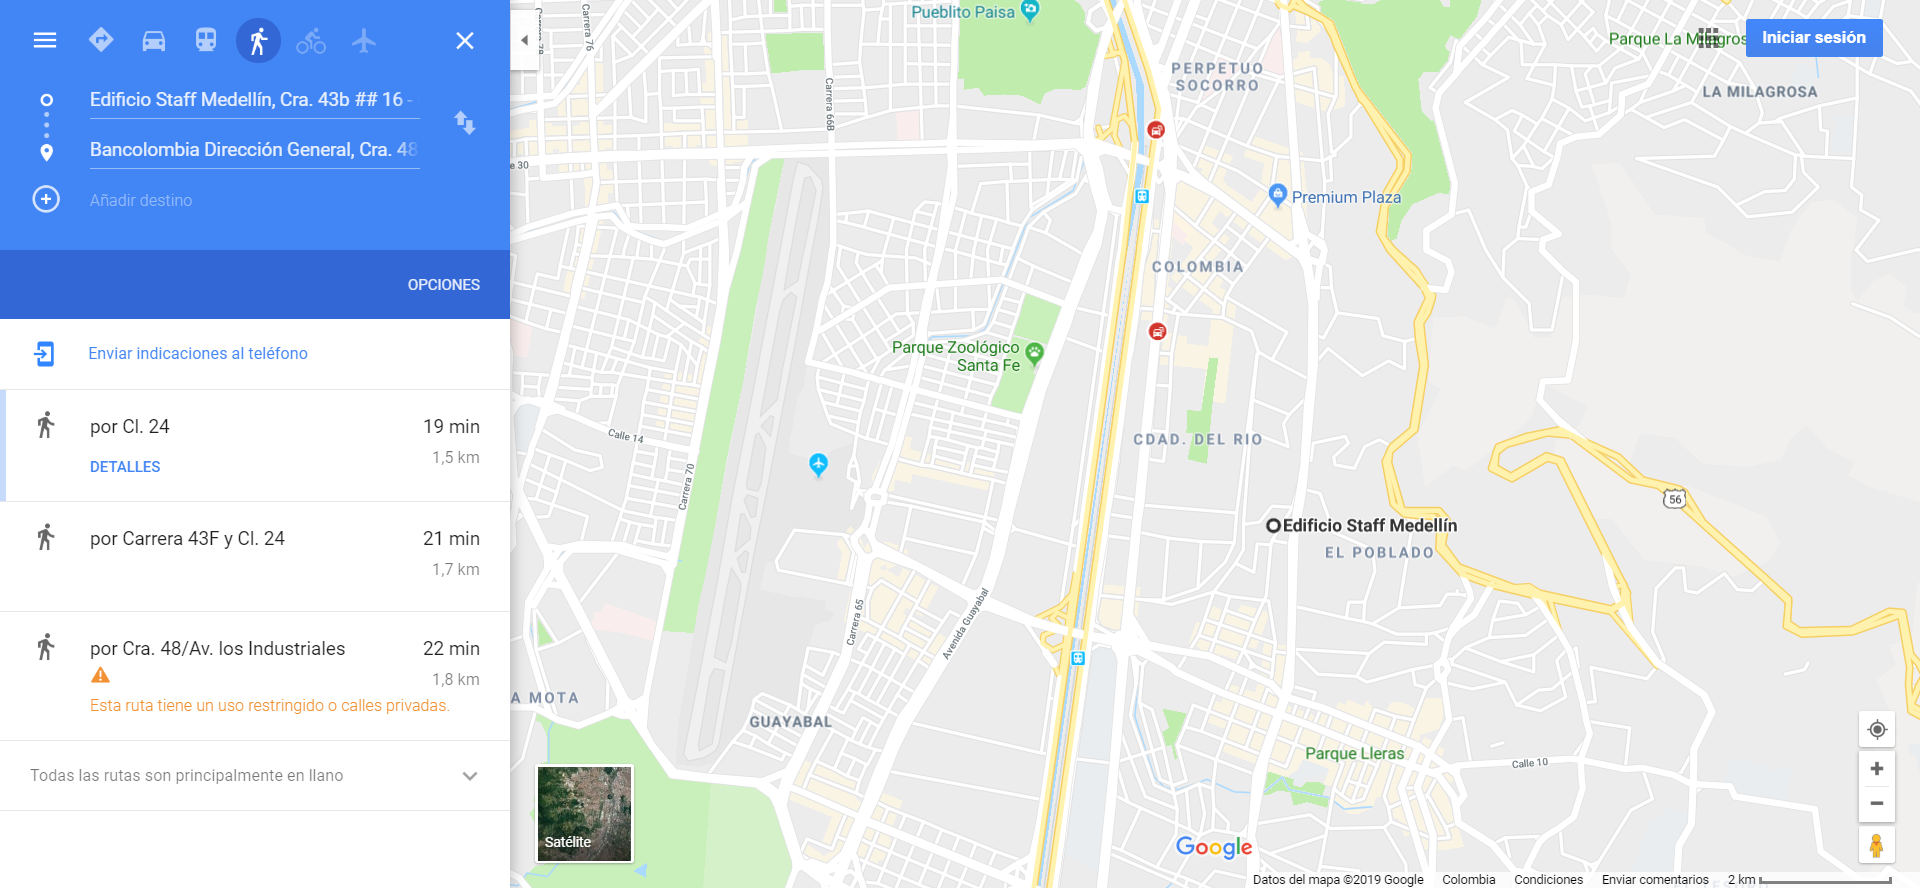 Edificio Staff Medellín, Cra. 43b ## 16 -
Bancolombia Dirección General, Cra. 48
Añadir destino
OPCIONES
Enviar indicaciones al teléfono
por Cl. 24
19 min
1,5 km
DETALLES
por Carrera 43F y Cl. 24
21 min
1,7 km
por Cra. 48/Av. los Industriales
22 min
1,8 km
Esta ruta tiene un uso restringido o calles privadas.
Todas las rutas son principalmente en llano
Carrera 76
Pueblito Paisa
Parque La Milagros
Iniciar sesión
PERPETUO
SOCORRO
LA MILAGROSA
Carrera 66B
30
Premium Plaza
COLOMBIA
Parque Zoológico
Santa Fe
Calle 14
CDAD. DEL RIO
Carrera 70
56
Edificio Staff Medellín
EL POBLADO
Carrera 65
Avenida Guayabal
A MOTA
GUAYABAL
Parque Lleras
Calle 10
Satélite
Google
Datos del mapa ©2019 Google
Colombia
Condiciones
Enviar comentarios
2 km